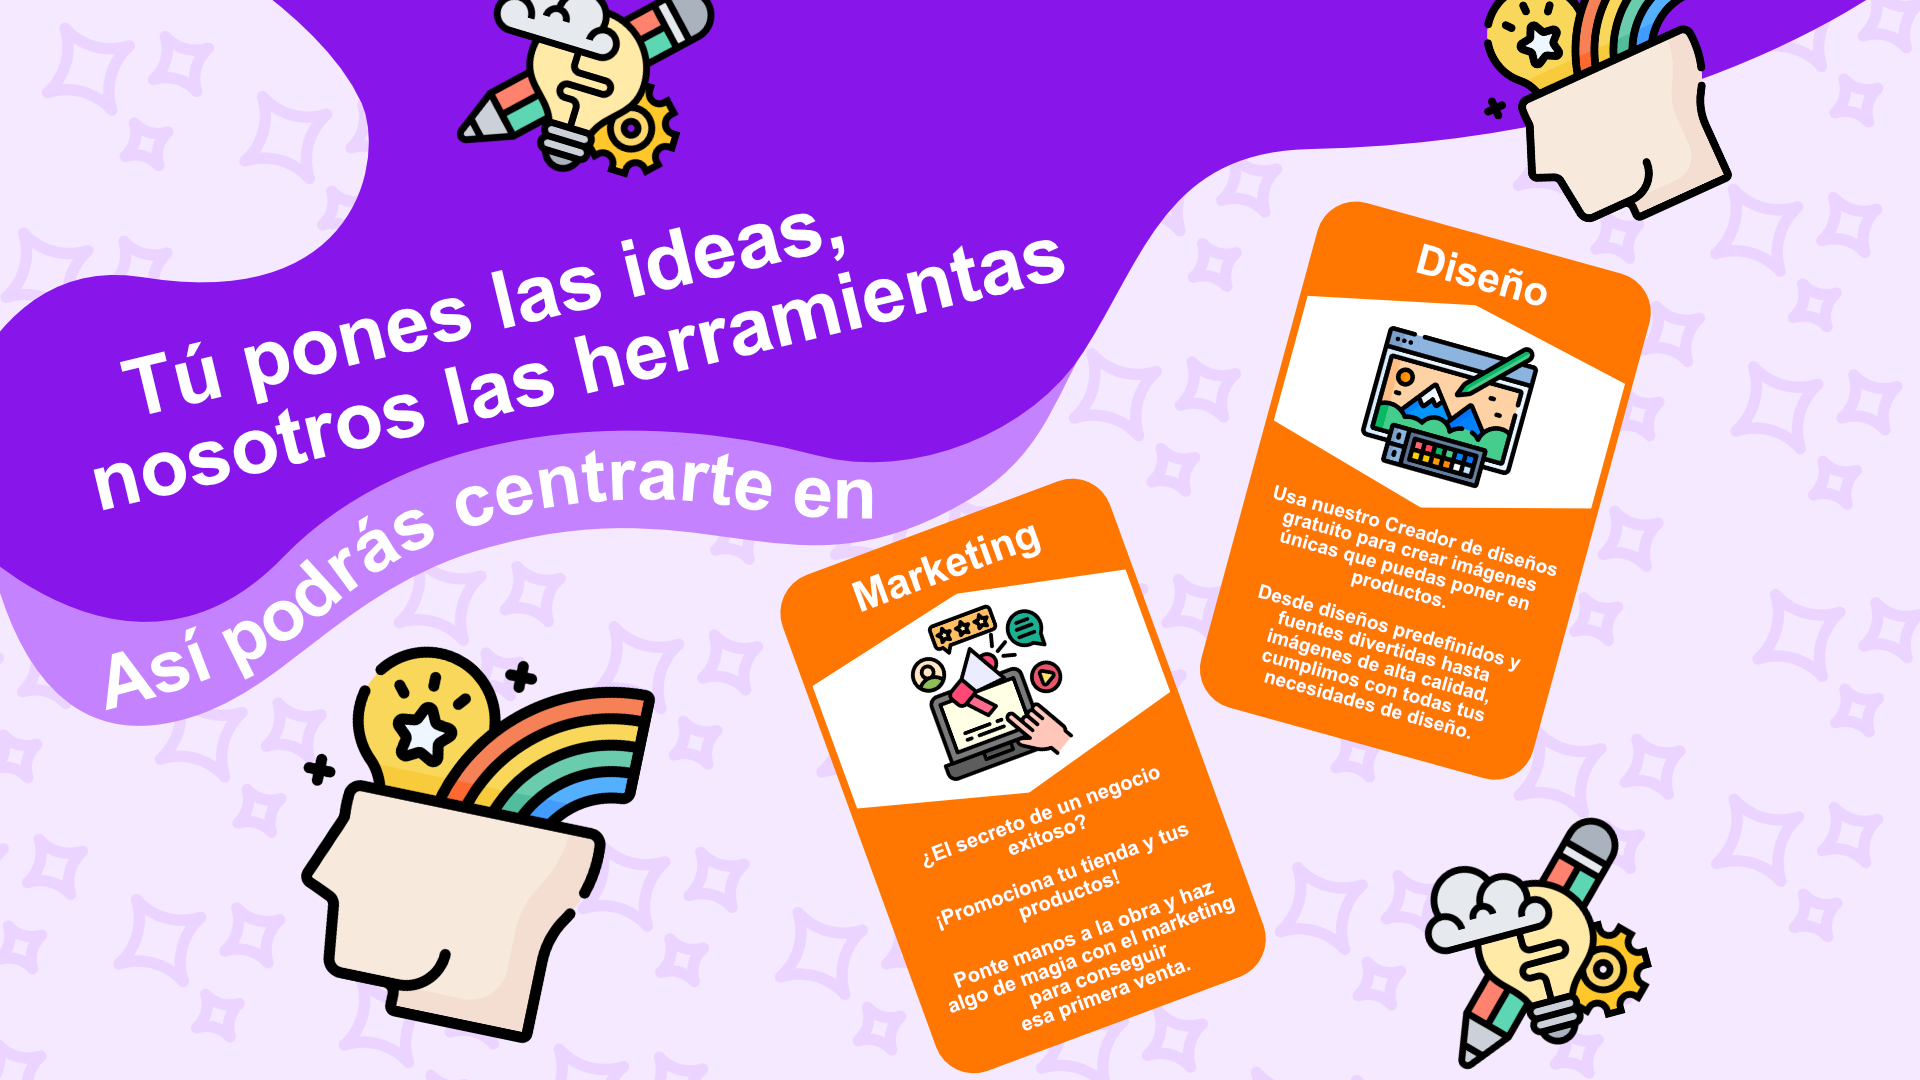 Tú pones las ideas,
nosotros las herramientas
Así podrás centrarte en
Marketing
¿El secreto de un negocio
exitoso?
¡Promociona tu tienda y tus
productos!
Ponte manos a la obra y haz
algo de magia con el marketing
para conseguir
esa primera venta.
Diseño
Usa nuestro Creador de diseños
gratuito para crear imágenes
únicas que puedas poner en
productos.
Desde diseños predefinidos y
fuentes divertidas hasta
imágenes de alta calidad,
cumplimos con todas tus
necesidades de diseño.